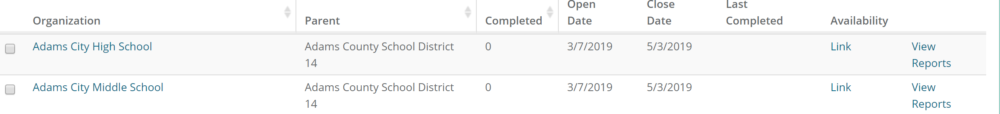 Organization Parent Completed Open Date Close Date Last Completed Availability
Adams City High School Adams County School District 14 0 3/7/2019 5/3/2019 Link View Reports
Adams City Middle School Adams County School District 14 0 3/7/2019 5/3/2019 Link View Reports